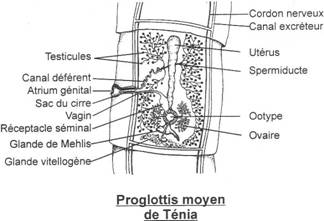 Cordon nerveux
Canal excréteur
Testicules
Utérus
Spermiducte
Canal déférent
Atrium génital
Sac du cirre
Vagin
Réceptacle séminal
Ootype
Glande de Mehlis
Ovaire
Glande vitellogène
Proglottis moyen
de Ténia